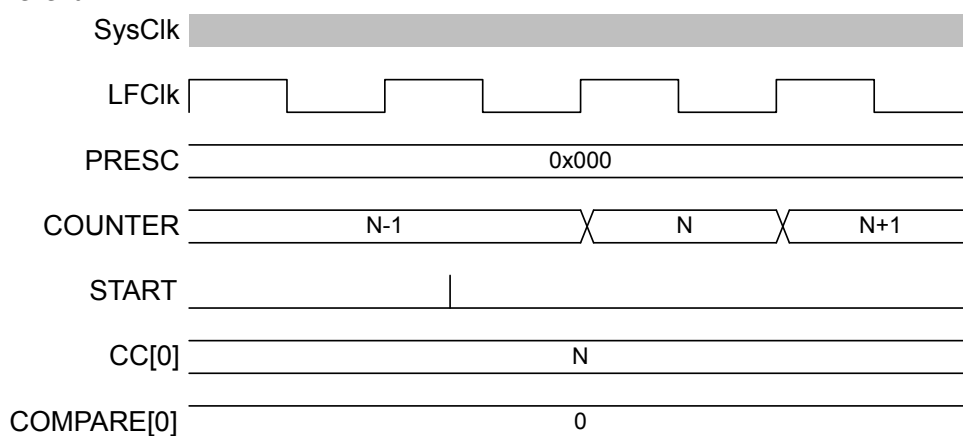 SysClk
LFClk
PRESC 0x000
COUNTER N-1 N N+1
START
CC[0] N
COMPARE[0] 0